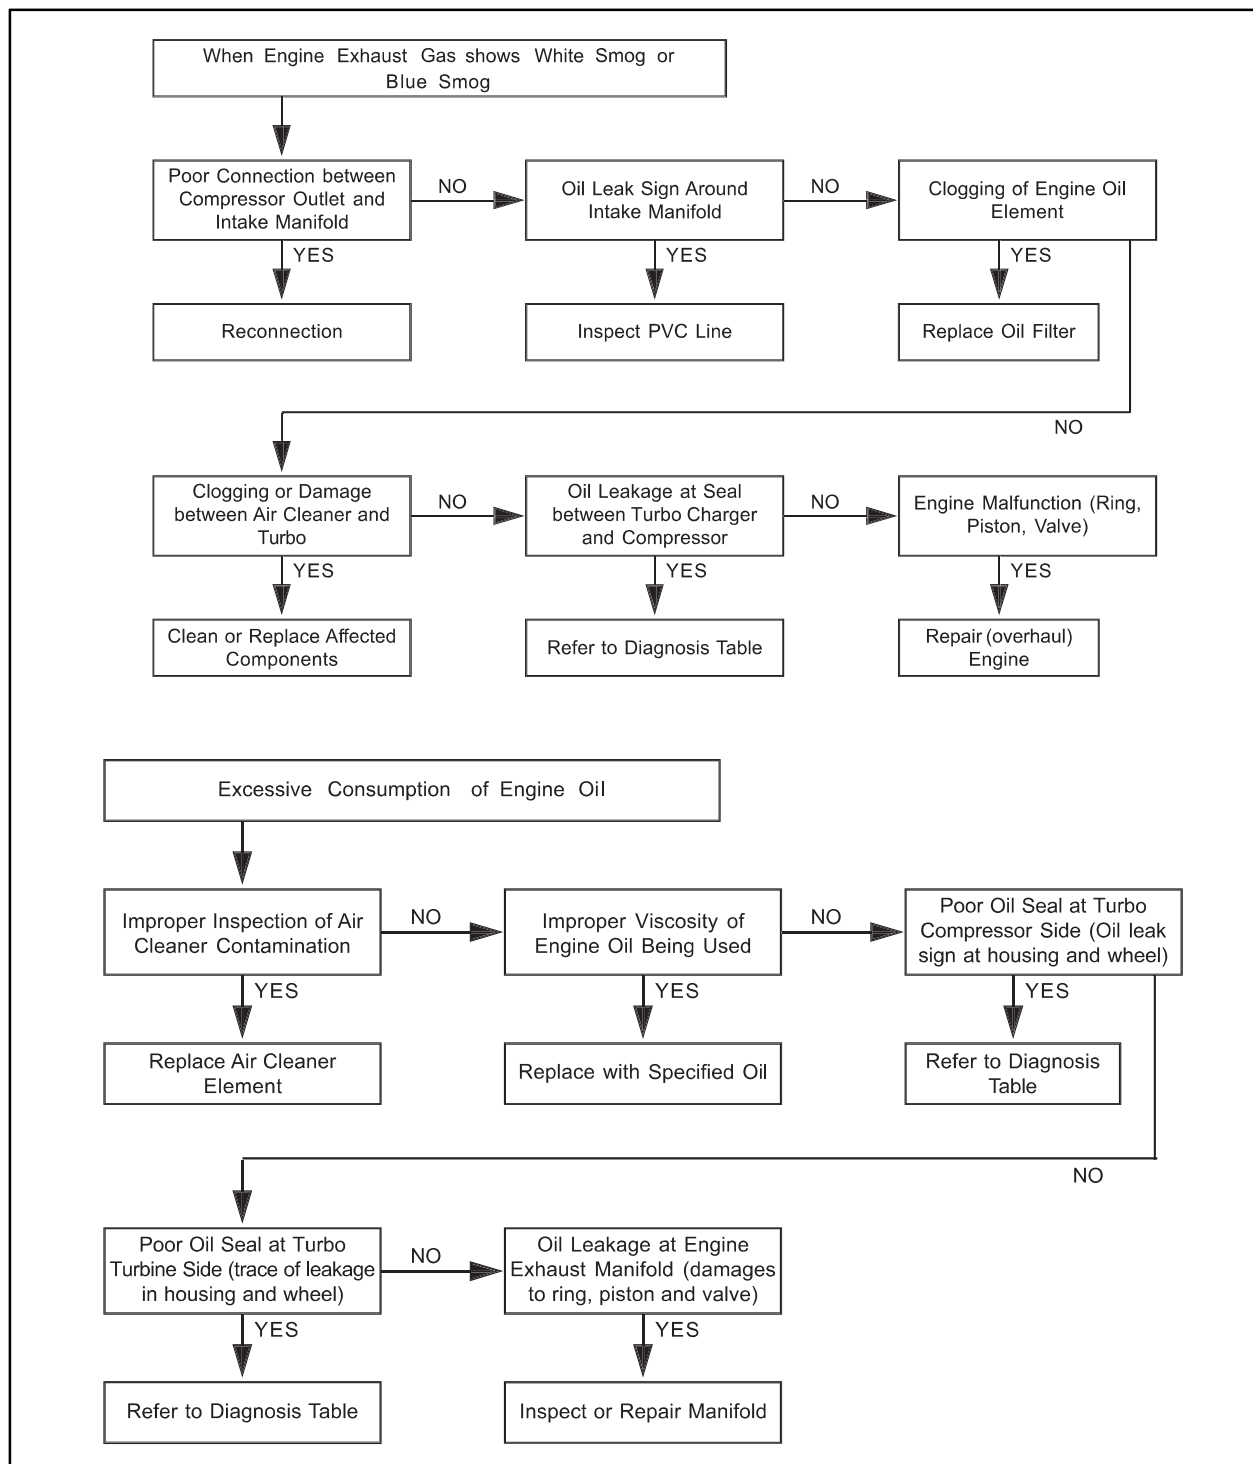 When Engine Exhaust Gas shows White Smog or
Blue Smog
Poor Connection between
Compressor Outlet and
Intake Manifold
NO
Oil Leak Sign Around
Intake Manifold
NO
Clogging of Engine Oil
Element
YES
YES
YES
Reconnection
Inspect PVC Line
Replace Oil Filter
NO
Clogging or Damage
between Air Cleaner and
Turbo
NO
Oil Leakage at Seal
between Turbo Charger
and Compressor
NO
Engine Malfunction (Ring,
Piston, Valve)
YES
YES
YES
Clean or Replace Affected
Components
Refer to Diagnosis Table
Repair (overhaul)
Engine
Excessive Consumption of Engine Oil
Improper Inspection of Air
Cleaner Contamination
NO
Improper Viscosity of
Engine Oil Being Used
NO
Poor Oil Seal at Turbo
Compressor Side (Oil leak
sign at housing and wheel)
YES
YES
YES
Replace Air Cleaner
Element
Replace with Specified Oil
Refer to Diagnosis
Table
NO
Poor Oil Seal at Turbo
Turbine Side (trace of leakage
in housing and wheel)
NO
Oil Leakage at Engine
Exhaust Manifold (damages
to ring, piston and valve)
YES
YES
Refer to Diagnosis Table
Inspect or Repair Manifold